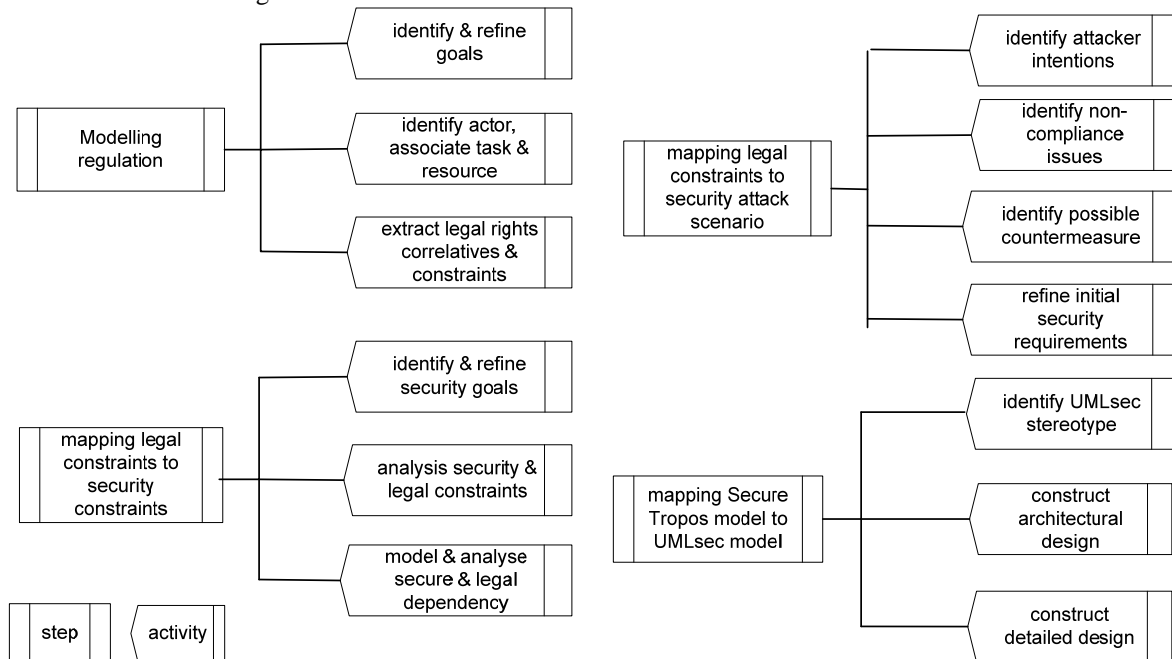 identify & refine
goals
Modelling
regulation
identify actor,
associate task &
resource
extract legal rights
correlatives &
constraints
identify & refine
security goals
mapping legal
constraints to
security
constraints
analysis security &
legal constraints
model & analyse
secure & legal
dependency
step
activity
identify attacker
intentions
identify non-
compliance
issues
mapping legal
constraints to
security attack
scenario
identify possible
countermeasure
refine initial
security
requirements
identify UMLsec
stereotype
mapping Secure
Tropos model to
UMLsec model
construct
architectural
design
construct
detailed design